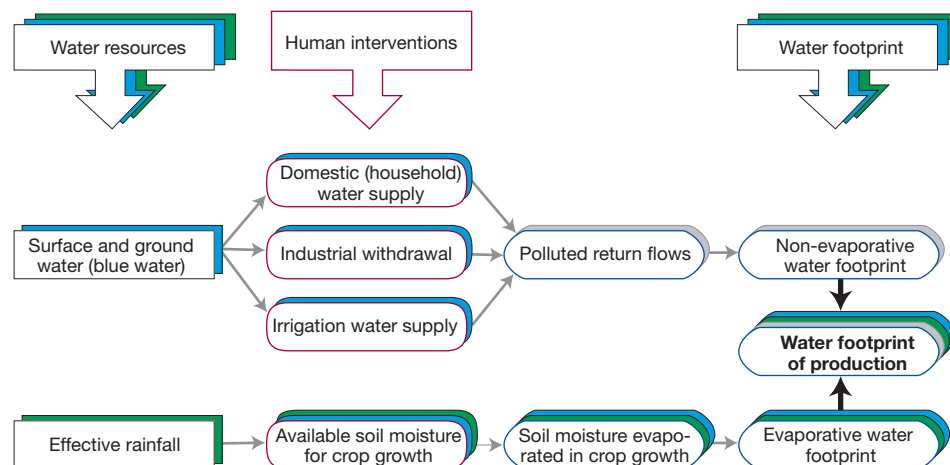 Water resources
Human interventions
Water footprint
Domestic (household)
water supply
Surface and ground
water (blue water)
Industrial withdrawal
Polluted return flows
Non-evaporative
water footprint
Irrigation water supply
Water footprint
of production
Effective rainfall
Available soil moisture
for crop growth
Soil moisture evapo-
rated in crop growth
Evaporative water
footprint